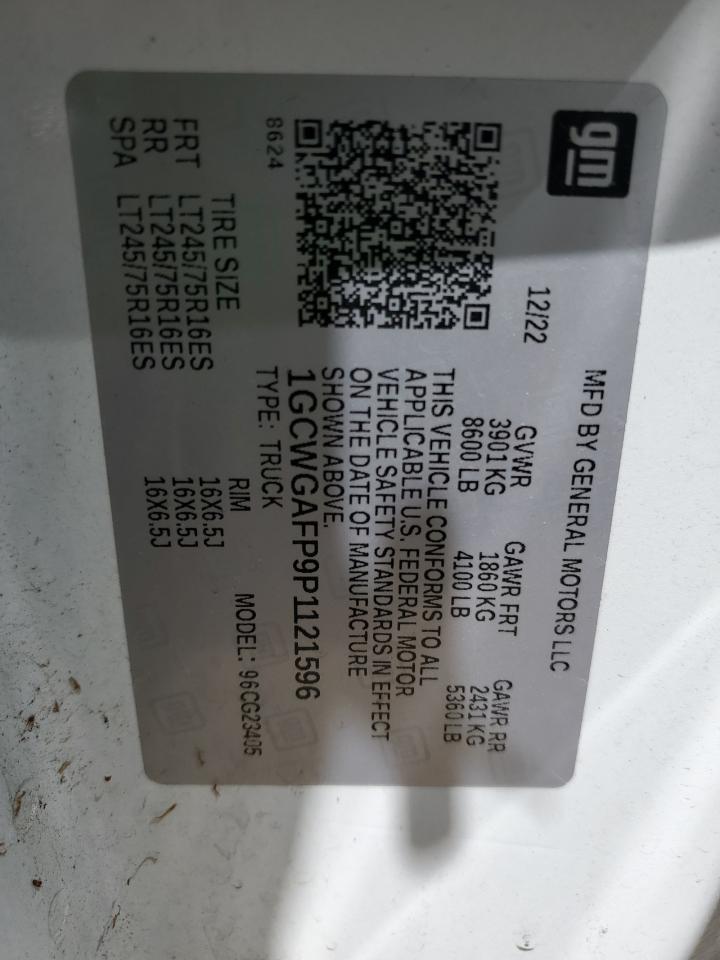 gm
MFD BY GENERAL MOTORS LLC
12/22
GVWR GAWR FRT GAWR RR
3901 KG 1860 KG 2431 KG
8600 LB 4100 LB 5360 LB
THIS VEHICLE CONFORMS TO ALL
APPLICABLE U.S. FEDERAL MOTOR
VEHICLE SAFETY STANDARDS IN EFFECT
ON THE DATE OF MANUFACTURE
SHOWN ABOVE.
1GCWGAFP9P1121596
8624
TYPE: TRUCK
MODEL: 96CG23405
TIRE SIZE RIM
FRT LT245/75R16ES 16X6.5J
RR LT245/75R16ES 16X6.5J
SPA LT245/75R16ES 16X6.5J